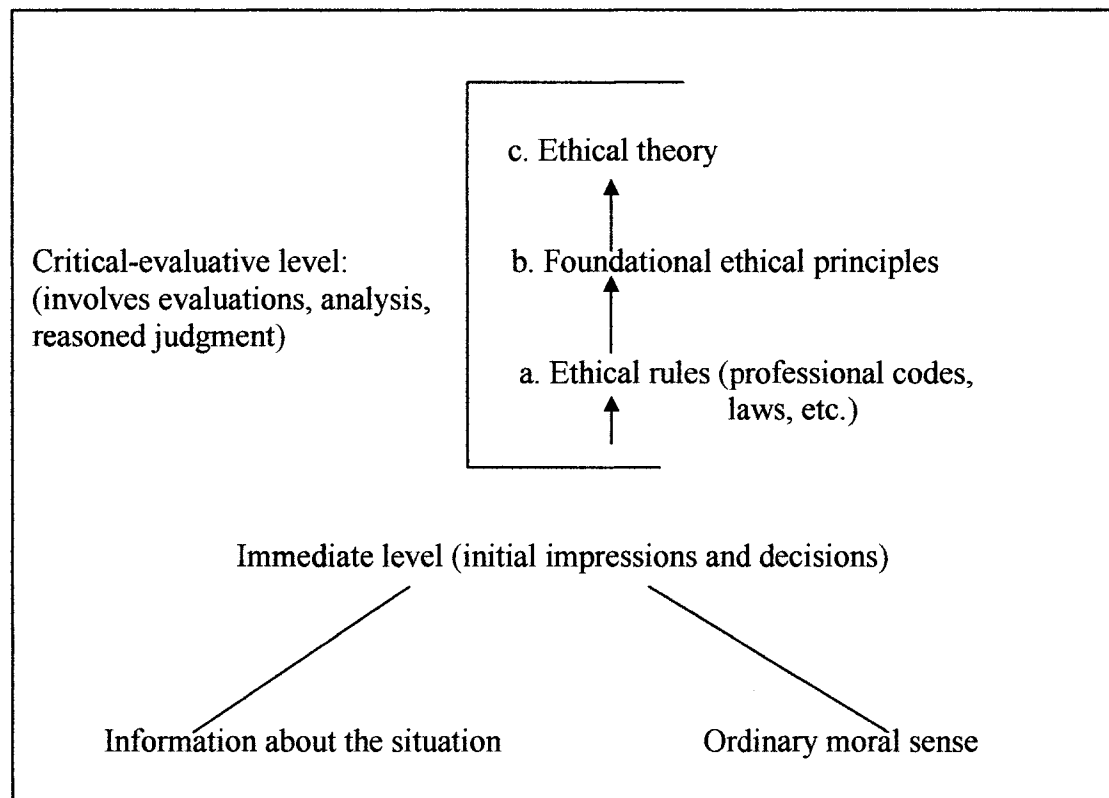 c. Ethical theory
Critical-evaluative level:
(involves evaluations, analysis,
reasoned judgment)
b. Foundational ethical principles
a. Ethical rules (professional codes,
laws, etc.)
Immediate level (initial impressions and decisions)
Information about the situation
Ordinary moral sense